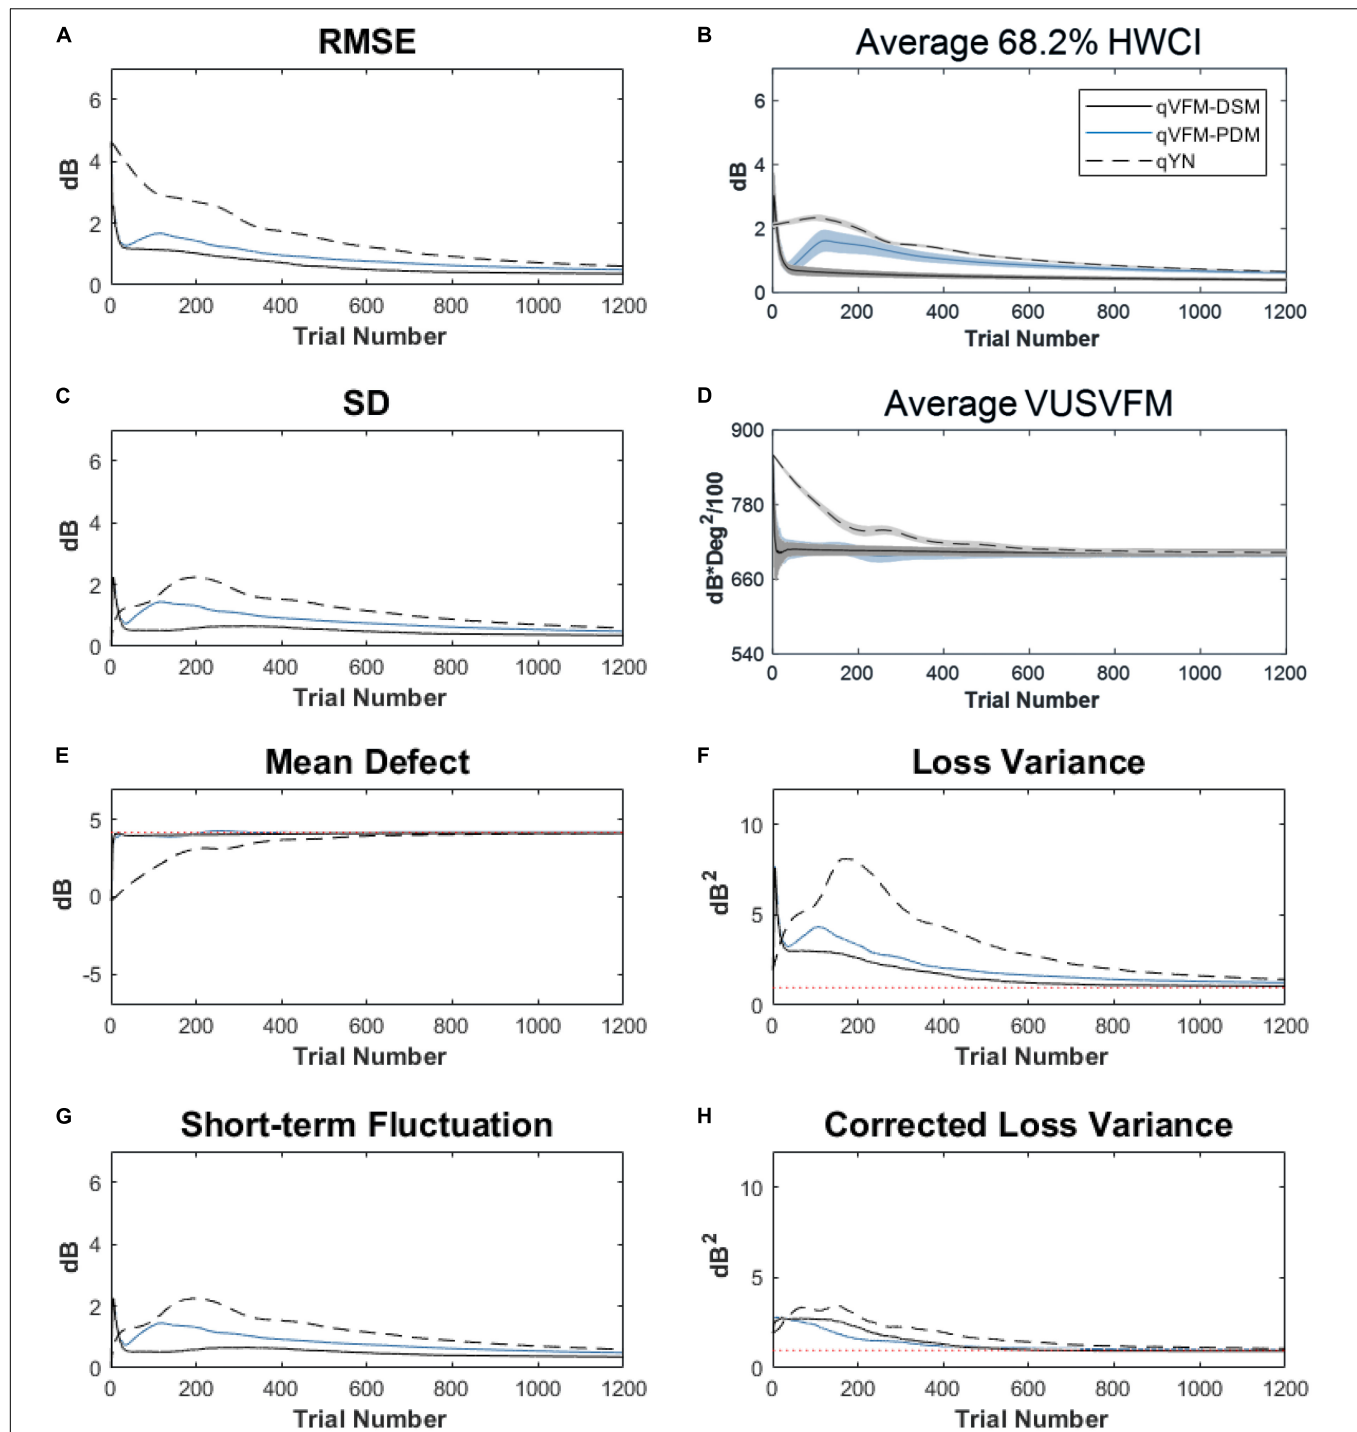 A
RMSE
6
4
2
0
dB
0 200 400 600 800 1000 1200
Trial Number
B
Average 68.2% HWCI
6
4
2
0
dB
qVFM-DSM
qVFM-PDM
qYN
0 200 400 600 800 1000 1200
Trial Number
C
SD
6
4
2
0
dB
0 200 400 600 800 1000 1200
Trial Number
D
Average VUSVFM
900
780
660
540
dB*Deg²/100
0 200 400 600 800 1000 1200
Trial Number
E
Mean Defect
5
0
-5
dB
0 200 400 600 800 1000 1200
Trial Number
F
Loss Variance
10
5
0
dB²
0 200 400 600 800 1000 1200
Trial Number
G
Short-term Fluctuation
6
4
2
0
dB
0 200 400 600 800 1000 1200
Trial Number
H
Corrected Loss Variance
10
5
0
dB²
0 200 400 600 800 1000 1200
Trial Number